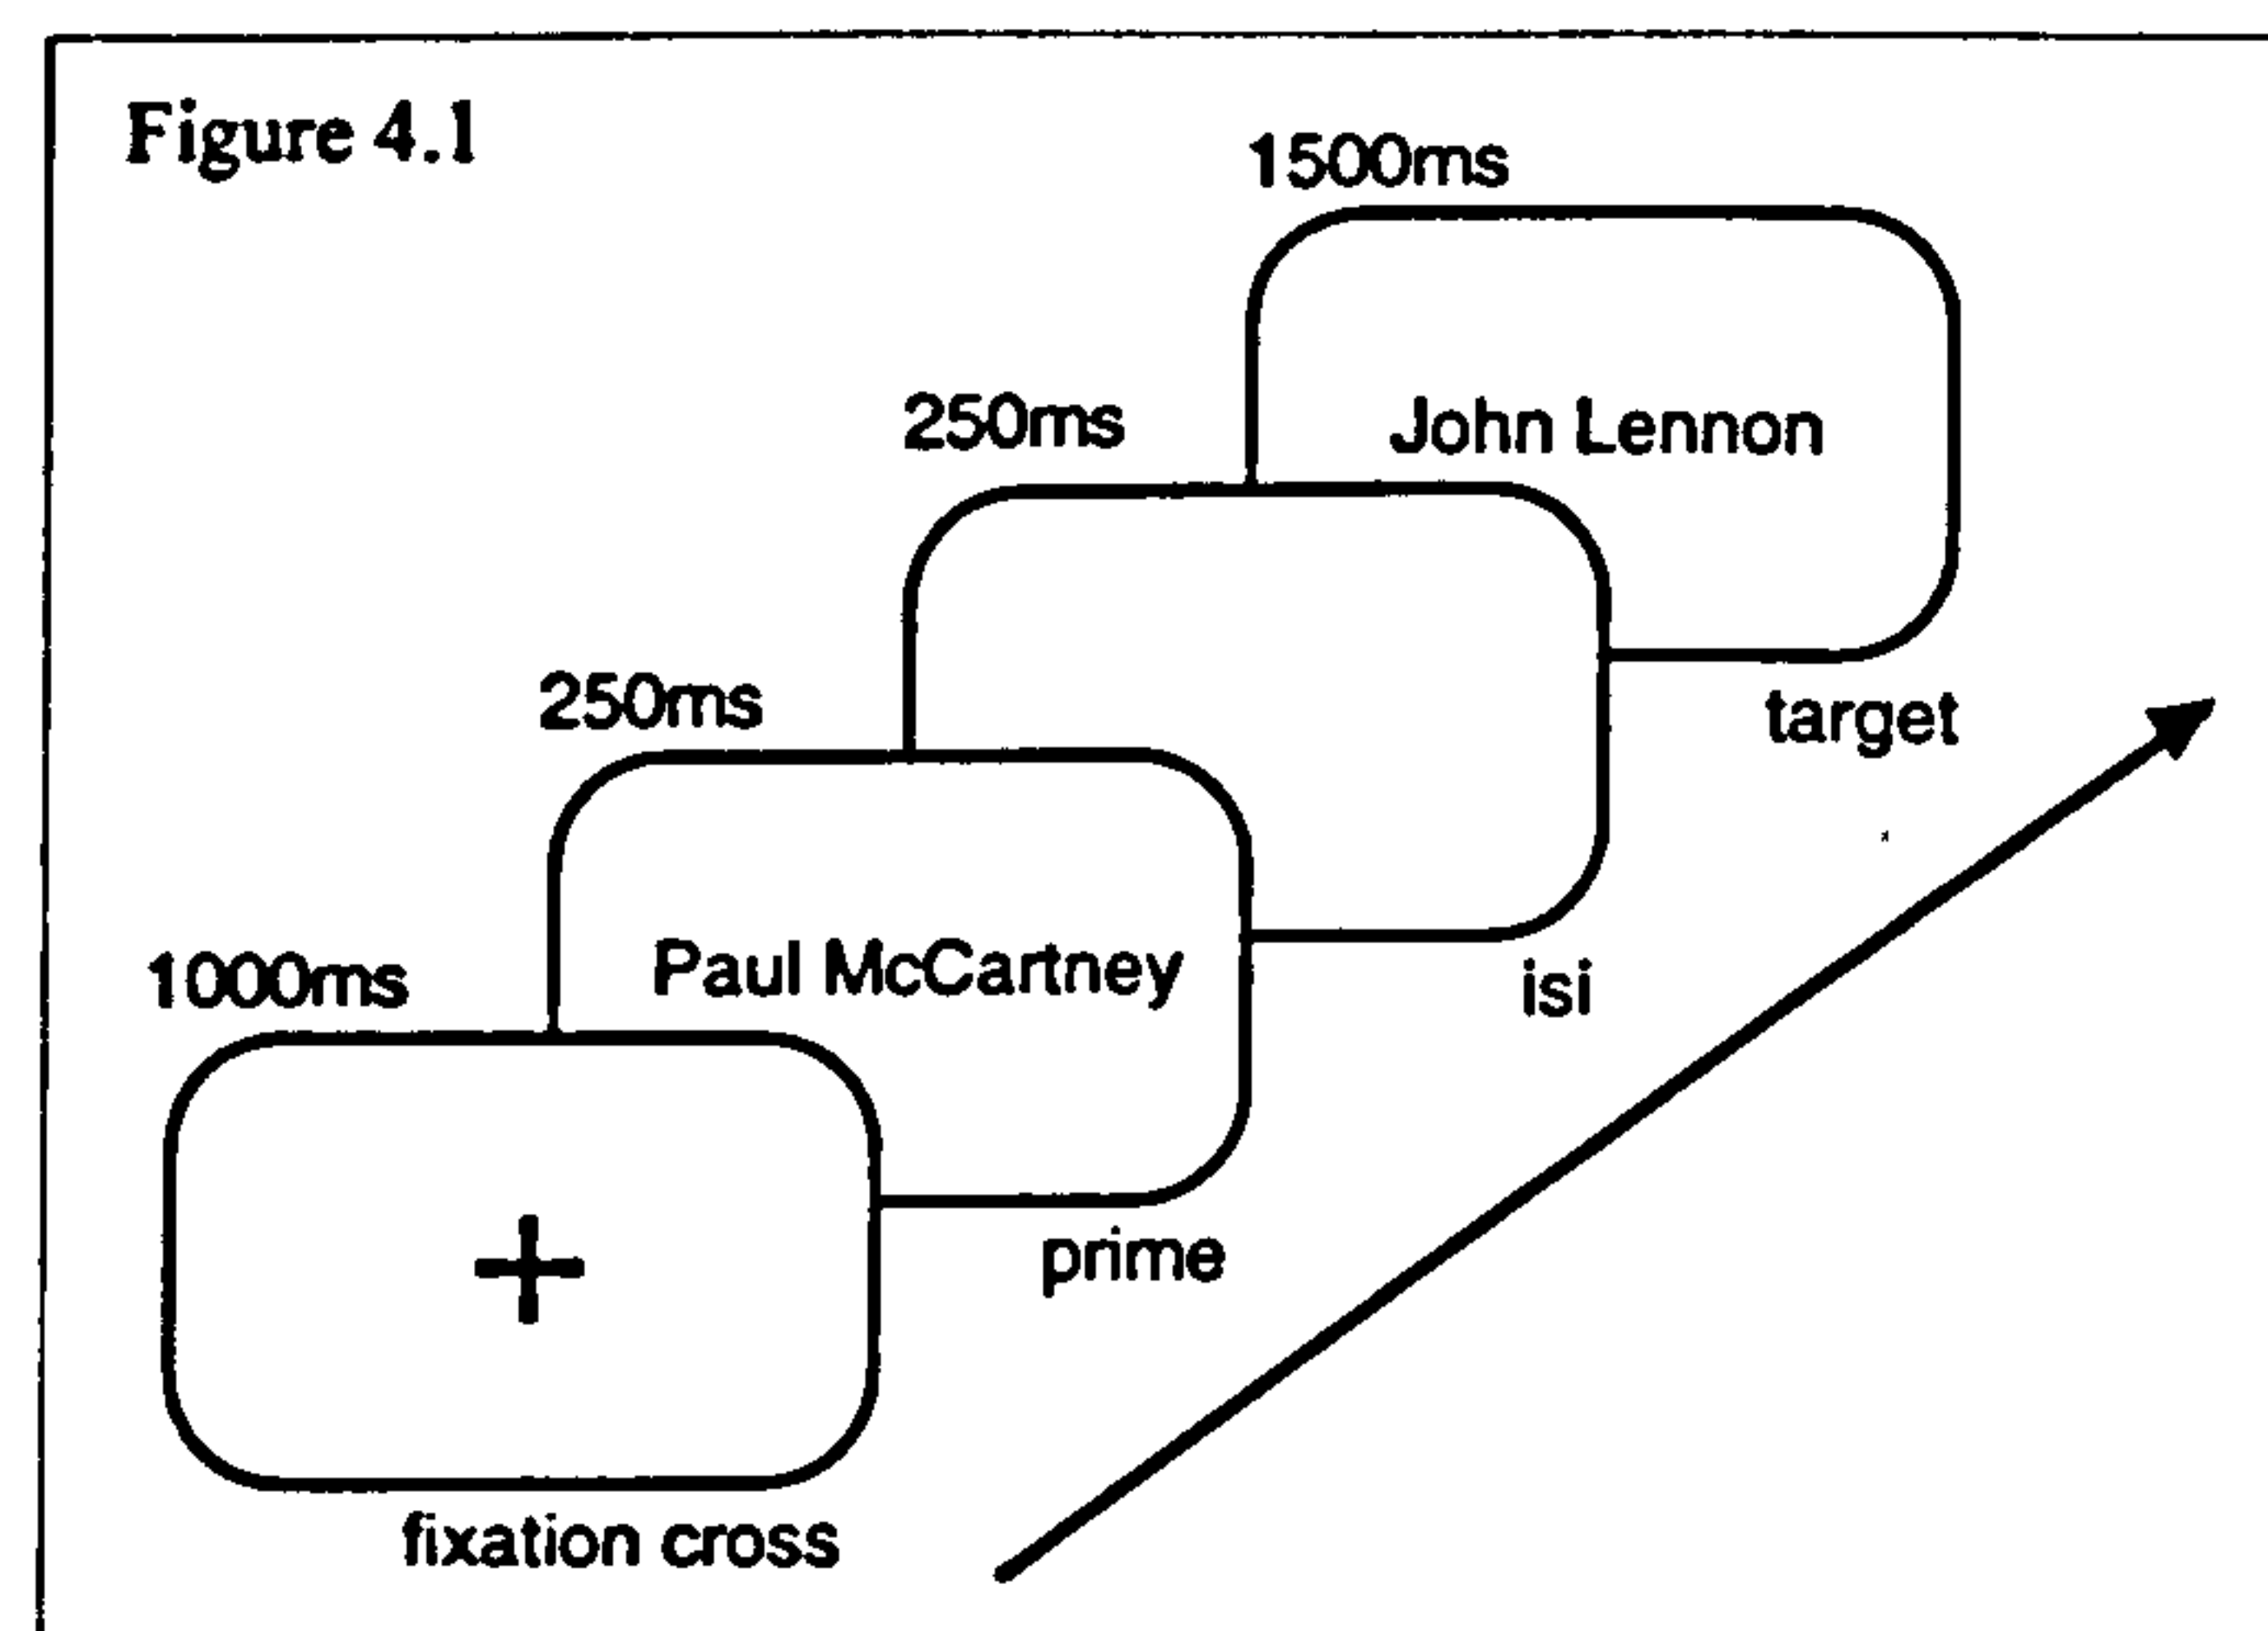 Figure 4.1
1500ms
John Lennon
target
250ms
isi
250ms
Paul McCartney
prime
1000ms
+
fixation cross